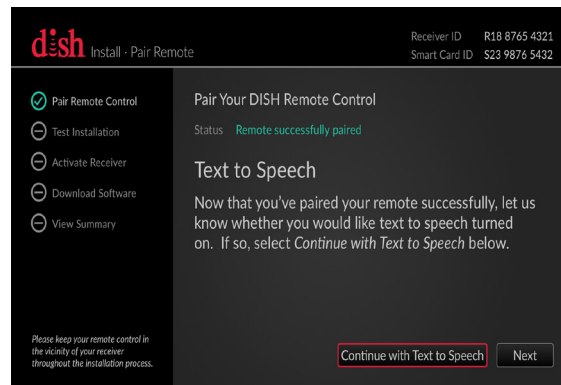 dish Install - Pair Remote
Receiver ID R18 8765 4321
Smart Card ID S23 9876 5432
Pair Remote Control
Test Installation
Activate Receiver
Download Software
View Summary
Please keep your remote control in
the vicinity of your receiver
throughout the installation process.
Pair Your DISH Remote Control
Status Remote successfully paired
Text to Speech
Now that you've paired your remote successfully, let us
know whether you would like text to speech turned
on. If so, select Continue with Text to Speech below.
Continue with Text to Speech
Next